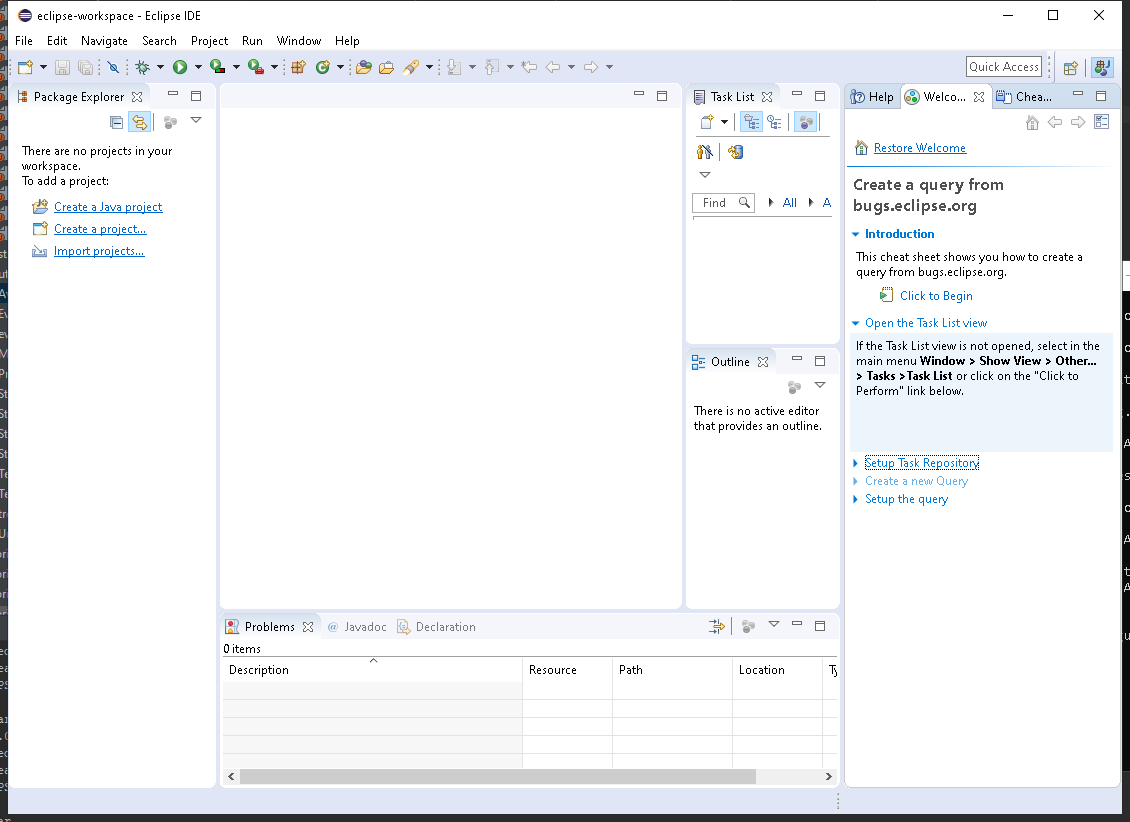 eclipse-workspace - Eclipse IDE
File Edit Navigate Search Project Run Window Help
Quick Access
Package Explorer
There are no projects in your
workspace.
To add a project:
Create a Java project
Create a project...
Import projects...
Task List
Find
All
A
Outline
There is no active editor
that provides an outline.
Help
Welco...
Chea...
Restore Welcome
Create a query from
bugs.eclipse.org
Introduction
This cheat sheet shows you how to create a
query from bugs.eclipse.org.
Click to Begin
Open the Task List view
If the Task List view is not opened, select in the
main menu Window > Show View > Other...
> Tasks >Task List or click on the "Click to
Perform" link below.
Setup Task Repository
Create a new Query
Setup the query
Problems @ Javadoc Declaration
0 items
Description Resource Path Location Ty